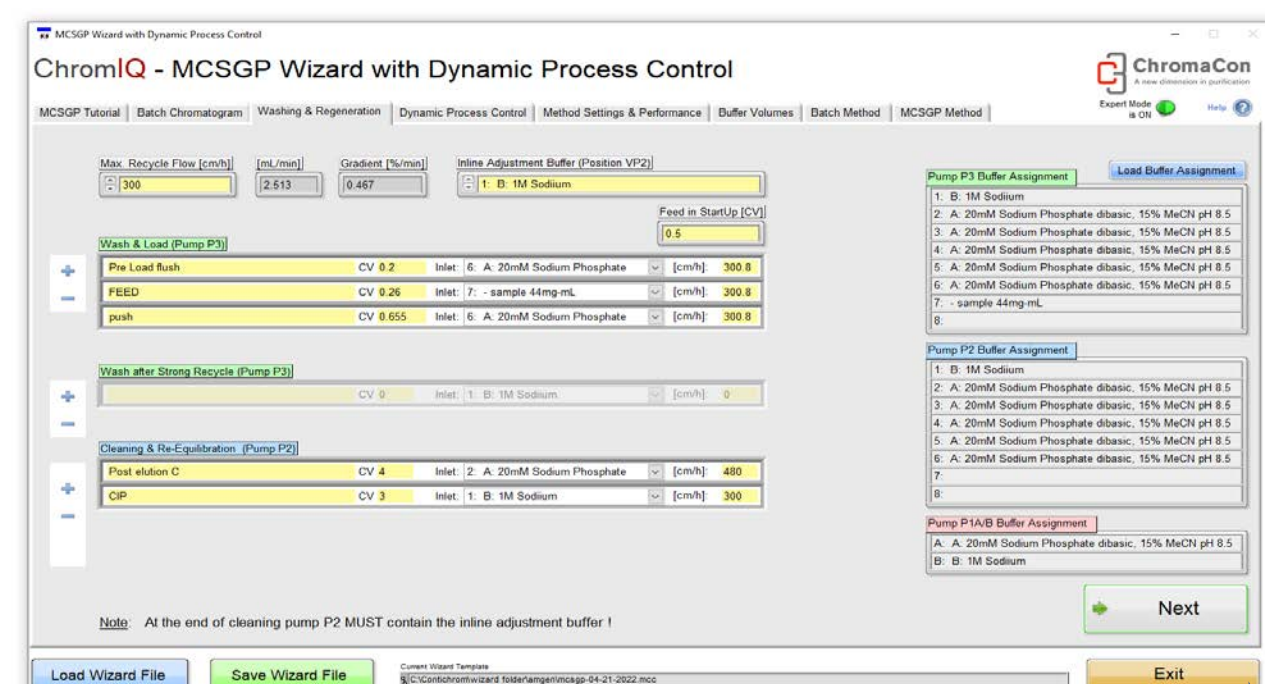 MCSGP Wizard with Dynamic Process Control
ChromIQ - MCSGP Wizard with Dynamic Process Control
ChromaCon
A new dimension in purification
MCSGP Tutorial Batch Chromatogram Washing & Regeneration Dynamic Process Control Method Settings & Performance Buffer Volumes Batch Method MCSGP Method
Expert Mode is ON Help
Max. Recycle Flow [cm/h] [mL/min] Gradient [%/min] Inline Adjustment Buffer (Position VP2)
300 2.513 0.467 1: B: 1M Sodiium
Feed in StartUp [CV]
0.5
Wash & Load (Pump P3)
Pre Load flush CV 0.2 Inlet: 6: A: 20mM Sodium Phosphate [cm/h]: 300.8
FEED CV 0.26 Inlet: 7: - sample 44mg-mL [cm/h]: 300.8
push CV 0.655 Inlet: 6: A: 20mM Sodium Phosphate [cm/h]: 300.8
Wash after Strong Recycle (Pump P3)
CV 0 Inlet: 1: B: 1M Sodiium [cm/h]: 0
Cleaning & Re-Equilibration (Pump P2)
Post elution C CV 4 Inlet: 2: A: 20mM Sodium Phosphate [cm/h]: 480
CIP CV 3 Inlet: 1: B: 1M Sodiium [cm/h]: 300
Note: At the end of cleaning pump P2 MUST contain the inline adjustment buffer !
Pump P3 Buffer Assignment Load Buffer Assignment
1: B: 1M Sodiium
2: A: 20mM Sodium Phosphate dibasic, 15% MeCN pH 8.5
3: A: 20mM Sodium Phosphate dibasic, 15% MeCN pH 8.5
4: A: 20mM Sodium Phosphate dibasic, 15% MeCN pH 8.5
5: A: 20mM Sodium Phosphate dibasic, 15% MeCN pH 8.5
6: A: 20mM Sodium Phosphate dibasic, 15% MeCN pH 8.5
7: - sample 44mg-mL
8:
Pump P2 Buffer Assignment
1: B: 1M Sodiium
2: A: 20mM Sodium Phosphate dibasic, 15% MeCN pH 8.5
3: A: 20mM Sodium Phosphate dibasic, 15% MeCN pH 8.5
4: A: 20mM Sodium Phosphate dibasic, 15% MeCN pH 8.5
5: A: 20mM Sodium Phosphate dibasic, 15% MeCN pH 8.5
6: A: 20mM Sodium Phosphate dibasic, 15% MeCN pH 8.5
7:
8:
Pump P1A/B Buffer Assignment
A: A: 20mM Sodium Phosphate dibasic, 15% MeCN pH 8.5
B: B: 1M Sodiium
Next
Load Wizard File Save Wizard File
Current Wizard Template
C:\Contichrom\wizard folder\amgen\mcsgp-04-21-2022.mcc
Exit